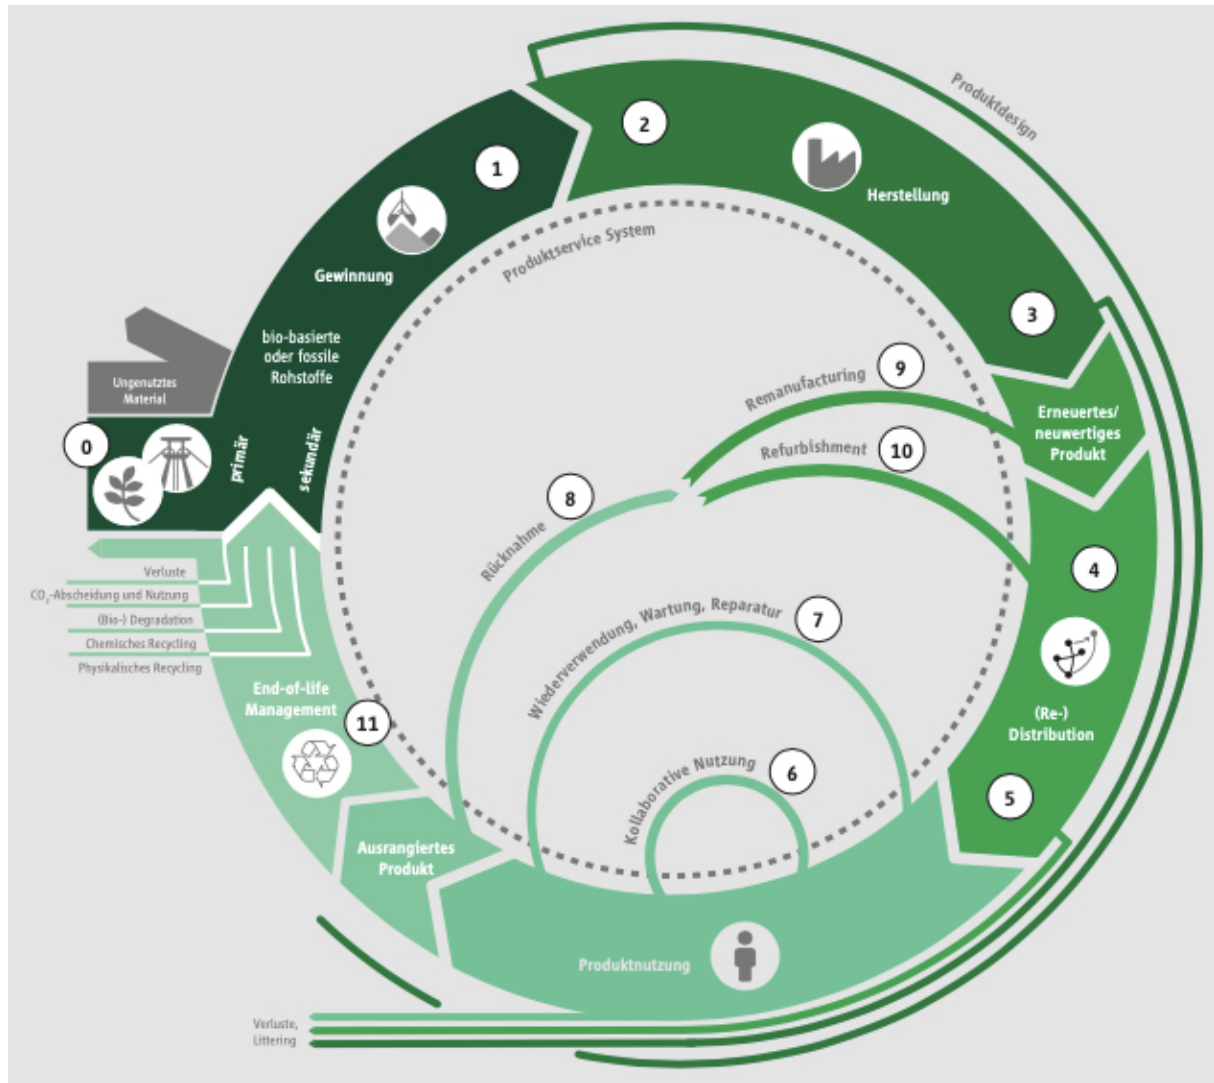 Produktdesign
2
1
Herstellung
Produktservice System
Gewinnung
3
bio-basierte
oder fossile
Rohstoffe
Ungenutztes
Material
9
Remanufacturing
Erneuertes/
neuwertiges
Produkt
0
primär
sekundär
10
Refurbishment
8
Rücknahme
4
Verluste
CO2-Abscheidung und Nutzung
(Bio-) Degradation
Chemisches Recycling
Physikalisches Recycling
7
Wiederverwendung, Wartung, Reparatur
End-of-life
Management
11
(Re-)
Distribution
6
Kollaborative Nutzung
5
Ausrangiertes
Produkt
Produktnutzung
Verluste,
Littering